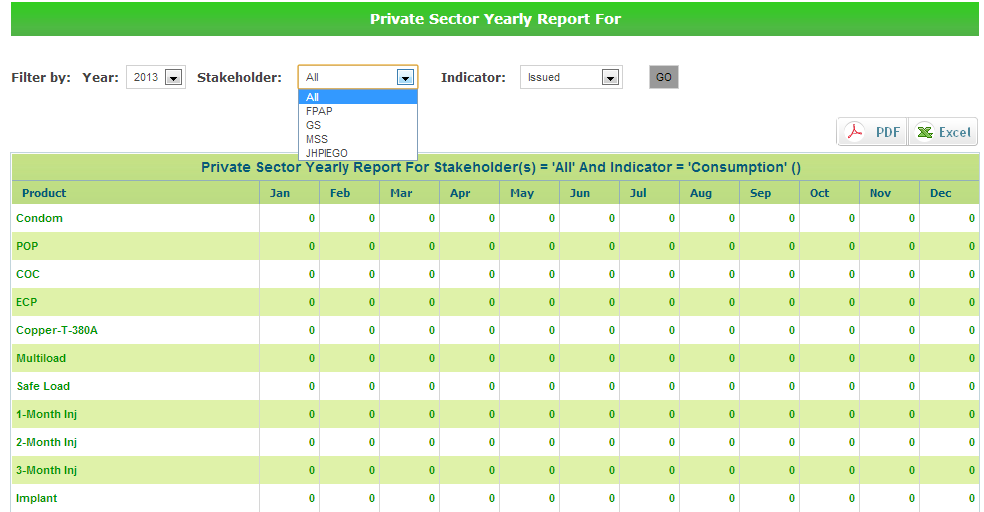 Private Sector Yearly Report For
Filter by: Year: 2013 Stakeholder: All Indicator: Issued GO
All
FPAP
GS
MSS
JHPIEGO
PDF Excel
Private Sector Yearly Report For Stakeholder(s) = 'All' And Indicator = 'Consumption' ()
Product Jan Feb Mar Apr May Jun Jul Aug Sep Oct Nov Dec
Condom 0 0 0 0 0 0 0 0 0 0 0 0
POP 0 0 0 0 0 0 0 0 0 0 0 0
COC 0 0 0 0 0 0 0 0 0 0 0 0
ECP 0 0 0 0 0 0 0 0 0 0 0 0
Copper-T-380A 0 0 0 0 0 0 0 0 0 0 0 0
Multiload 0 0 0 0 0 0 0 0 0 0 0 0
Safe Load 0 0 0 0 0 0 0 0 0 0 0 0
1-Month Inj 0 0 0 0 0 0 0 0 0 0 0 0
2-Month Inj 0 0 0 0 0 0 0 0 0 0 0 0
3-Month Inj 0 0 0 0 0 0 0 0 0 0 0 0
Implant 0 0 0 0 0 0 0 0 0 0 0 0